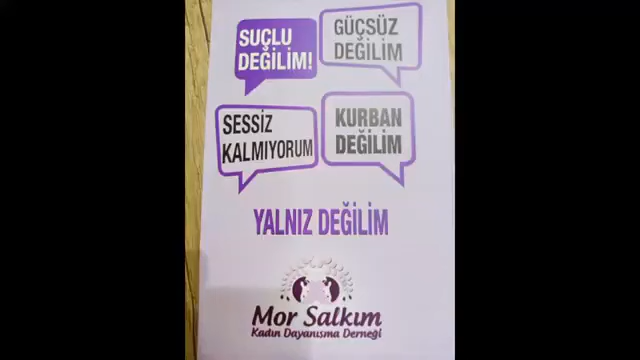 SUÇLU
DEĞİLİM!
GÜÇSÜZ
DEĞİLİM
SESSİZ
KALMIYORUM
KURBAN
DEĞİLİM
YALNIZ DEĞİLİM
Mor Salkım
Kadın Dayanışma Derneği